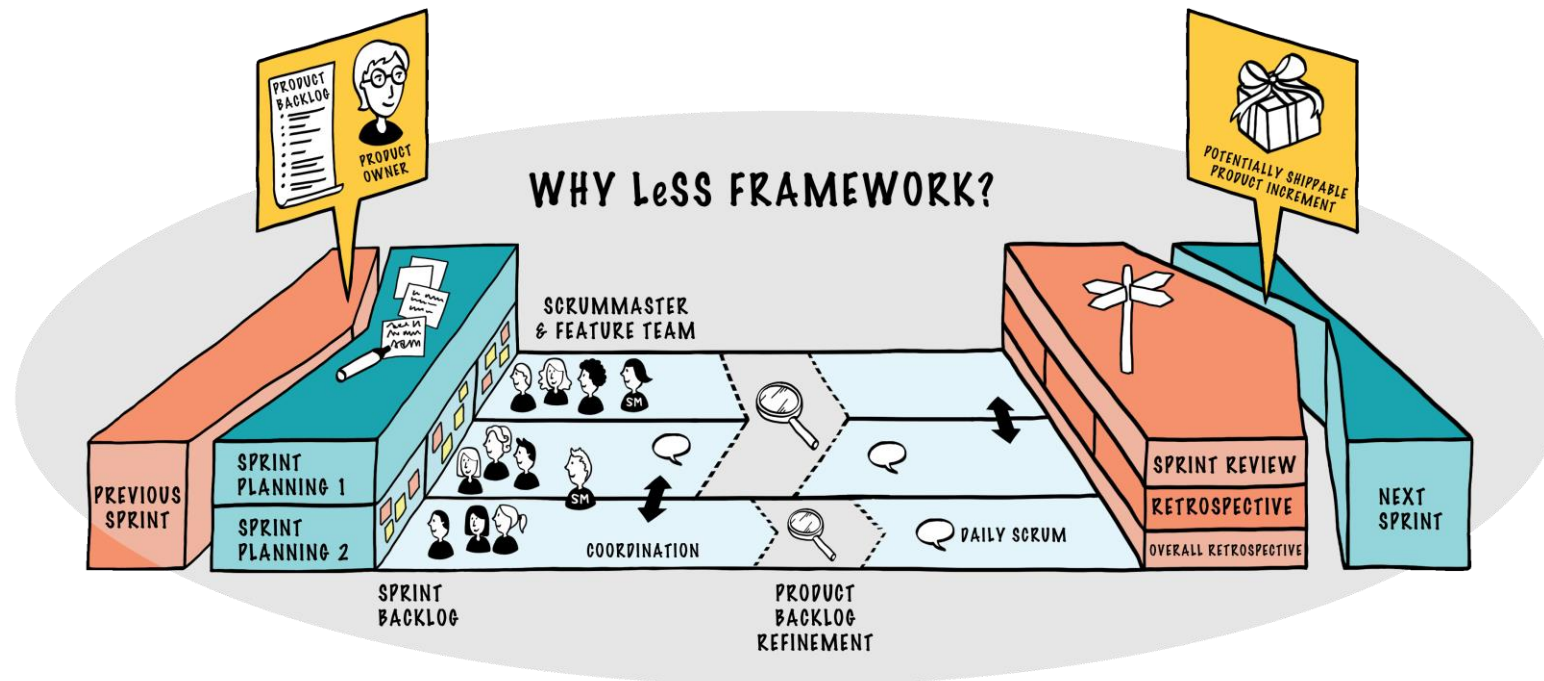 PRODUCT
BACKLOG
PRODUCT
OWNER
WHY LeSS FRAMEWORK?
POTENTIALLY SHIPPABLE
PRODUCT INCREMENT
SCRUMMASTER
& FEATURE TEAM
SM
SM
PREVIOUS
SPRINT
SPRINT
PLANNING 1
SPRINT
PLANNING 2
COORDINATION
DAILY SCRUM
SPRINT REVIEW
RETROSPECTIVE
OVERALL RETROSPECTIVE
NEXT
SPRINT
SPRINT
BACKLOG
PRODUCT
BACKLOG
REFINEMENT